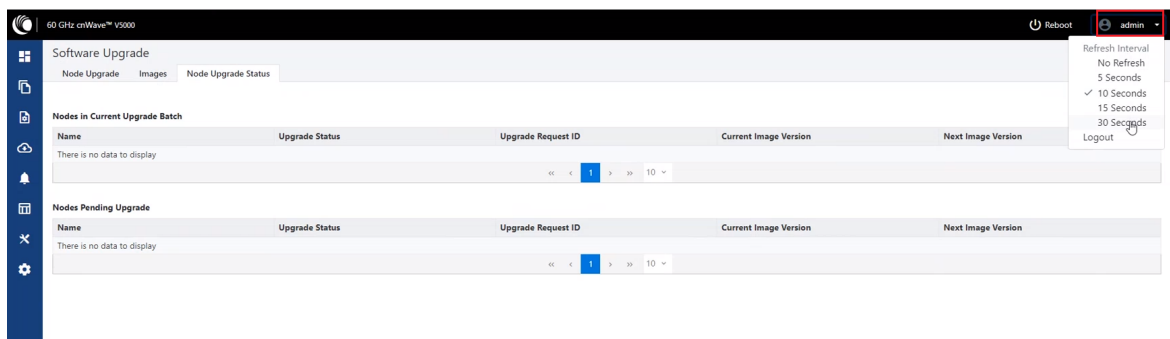 60 GHz cnWave™ V5000 Reboot admin
Software Upgrade
Node Upgrade Images Node Upgrade Status
Refresh Interval
No Refresh
5 Seconds
10 Seconds
15 Seconds
30 Seconds
Logout
Nodes in Current Upgrade Batch
Name Upgrade Status Upgrade Request ID Current Image Version Next Image Version
There is no data to display
« ‹ 1 › » 10
Nodes Pending Upgrade
Name Upgrade Status Upgrade Request ID Current Image Version Next Image Version
There is no data to display
« ‹ 1 › » 10